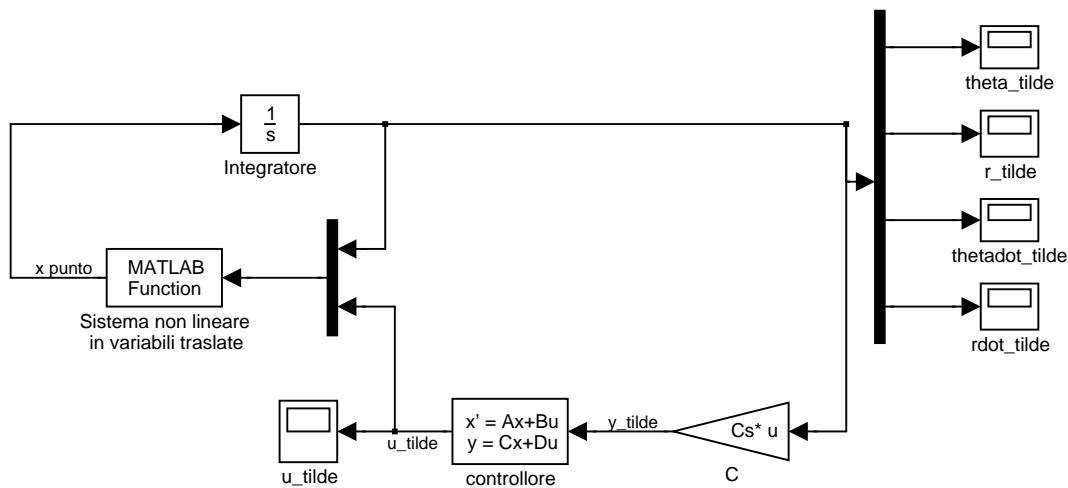 theta_tilde
1
s
Integratore
r_tilde
thetadot_tilde
x punto
MATLAB
Function
Sistema non lineare
in variabili traslate
rdot_tilde
u_tilde
u_tilde
x' = Ax+Bu
y = Cx+Du
controllore
y_tilde
Cs* u
C